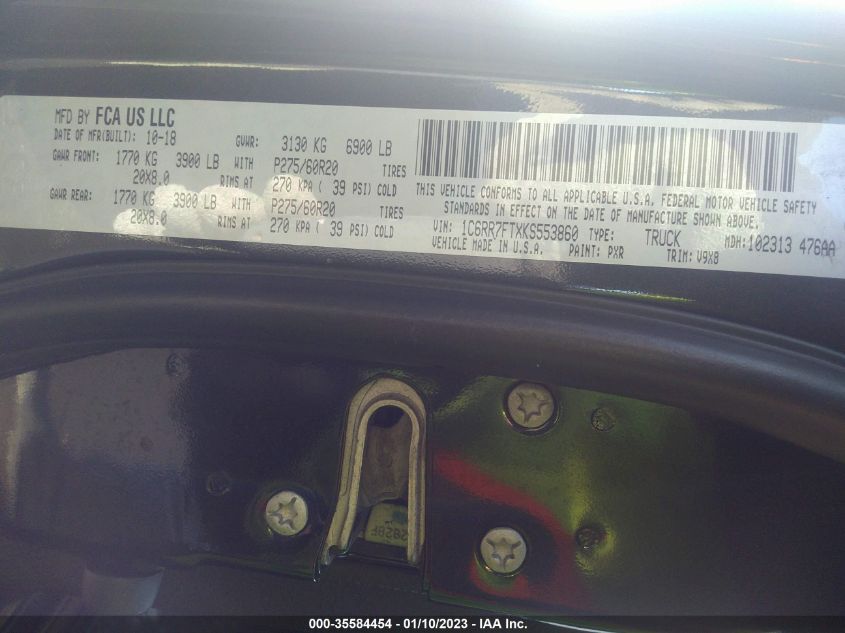 MFD BY FCA US LLC
DATE OF MFR(BUILT): 10-18 GVWR: 3130 KG 6900 LB
GAWR FRONT: 1770 KG 3900 LB WITH P275/60R20 TIRES
20X8.0 RIMS AT 270 KPA ( 39 PSI) COLD
GAWR REAR: 1770 KG 3900 LB WITH P275/60R20 TIRES
20X8.0 RIMS AT 270 KPA ( 39 PSI) COLD
THIS VEHICLE CONFORMS TO ALL APPLICABLE U.S.A. FEDERAL MOTOR VEHICLE SAFETY
STANDARDS IN EFFECT ON THE DATE OF MANUFACTURE SHOWN ABOVE.
VIN: 1C6RR7FTXKS553860 TYPE: TRUCK MDH: 102313 476AA
VEHICLE MADE IN U.S.A. PAINT: PXR TRIM: V9X8
2828F
000-35584454 — 01/10/2023 — IAA Inc.